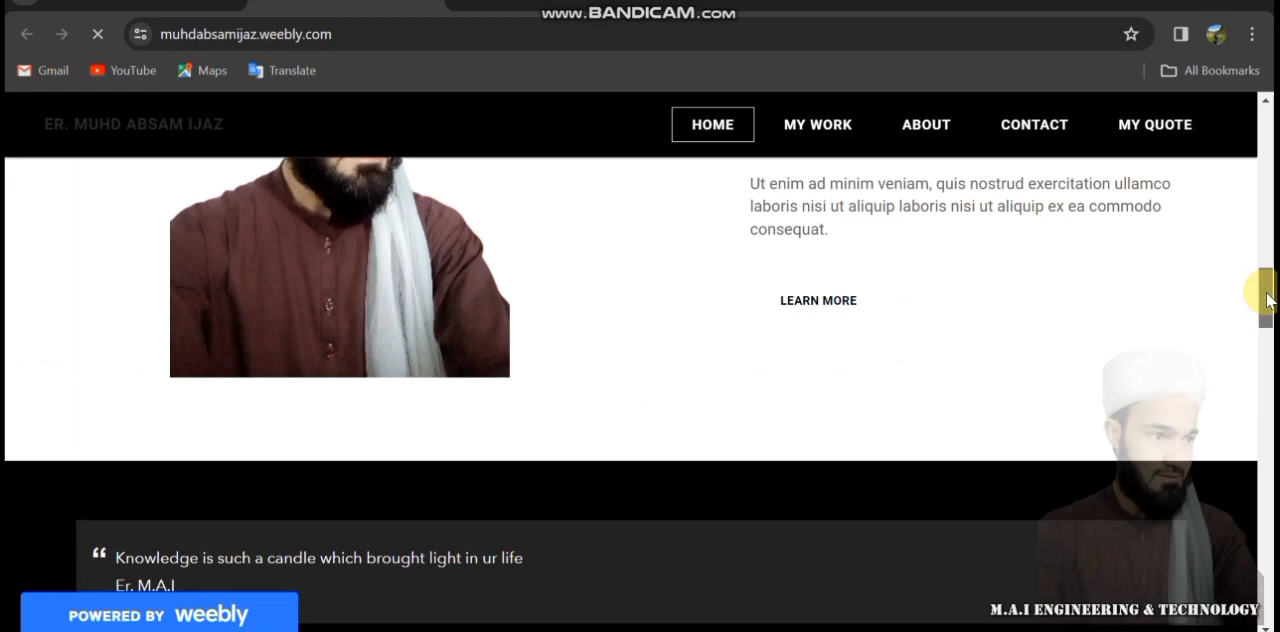 www.BANDICAM.com
muhdabsamijaz.weebly.com
Gmail YouTube Maps Translate All Bookmarks
ER. MUHD ABSAM IJAZ HOME MY WORK ABOUT CONTACT MY QUOTE
Ut enim ad minim veniam, quis nostrud exercitation ullamco
laboris nisi ut aliquip laboris nisi ut aliquip ex ea commodo
consequat.
LEARN MORE
“ Knowledge is such a candle which brought light in ur life
Er. M.A.I
POWERED BY weebly
M.A.I ENGINEERING & TECHNOLOGY